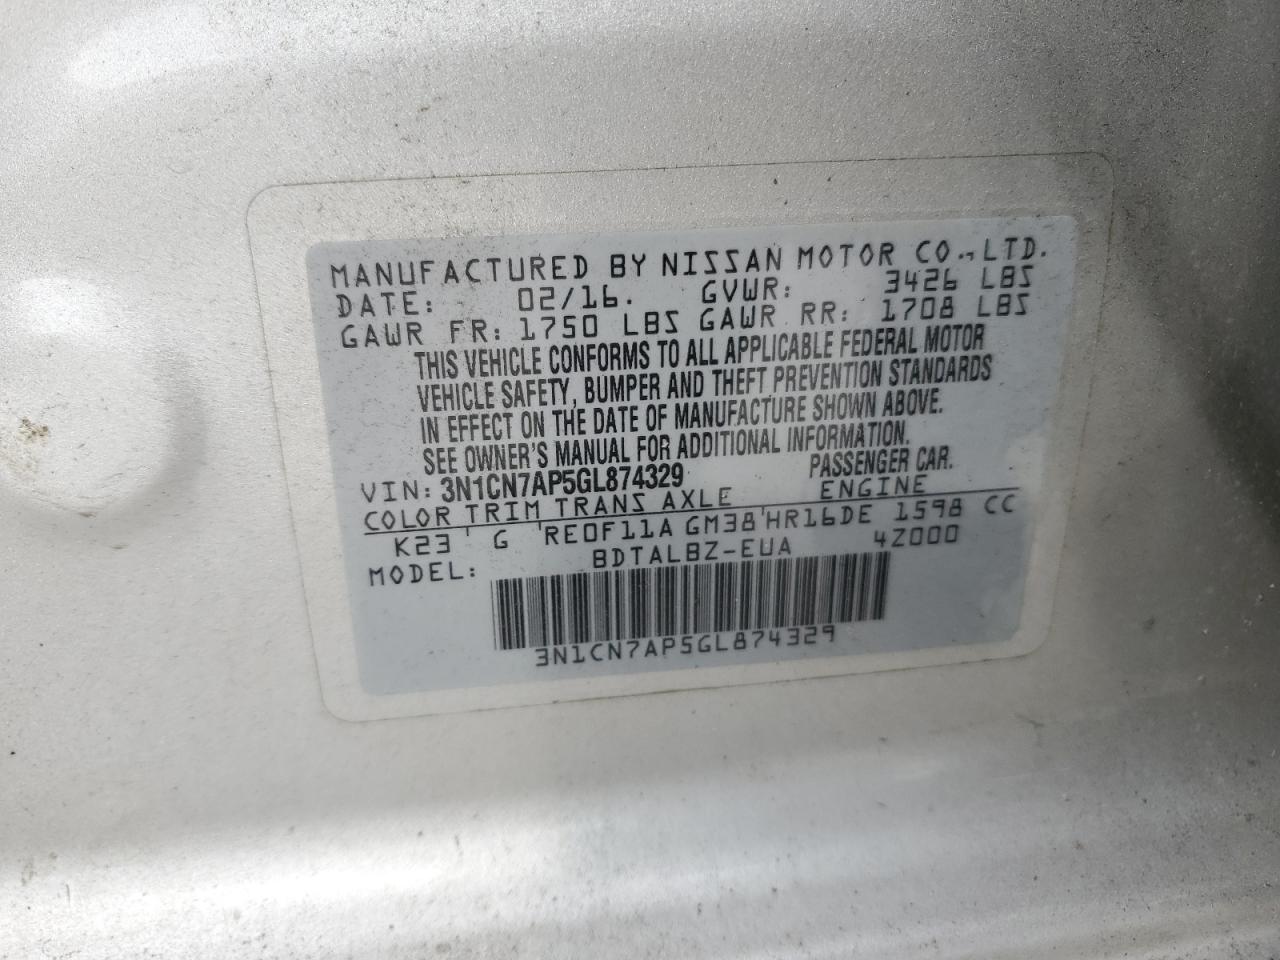 MANUFACTURED BY NISSAN MOTOR CO., LTD.
DATE: 02/16. GVWR: 3426 LBS
GAWR FR: 1750 LBS GAWR RR: 1708 LBS
THIS VEHICLE CONFORMS TO ALL APPLICABLE FEDERAL MOTOR
VEHICLE SAFETY, BUMPER AND THEFT PREVENTION STANDARDS
IN EFFECT ON THE DATE OF MANUFACTURE SHOWN ABOVE.
SEE OWNER'S MANUAL FOR ADDITIONAL INFORMATION.
VIN: 3N1CN7AP5GL874329 PASSENGER CAR.
COLOR TRIM TRANS AXLE ENGINE
K23 G RE0F11A GM38 HR16DE 1598 CC
MODEL: BDTALBZ-EUA 4Z000
3N1CN7AP5GL874329